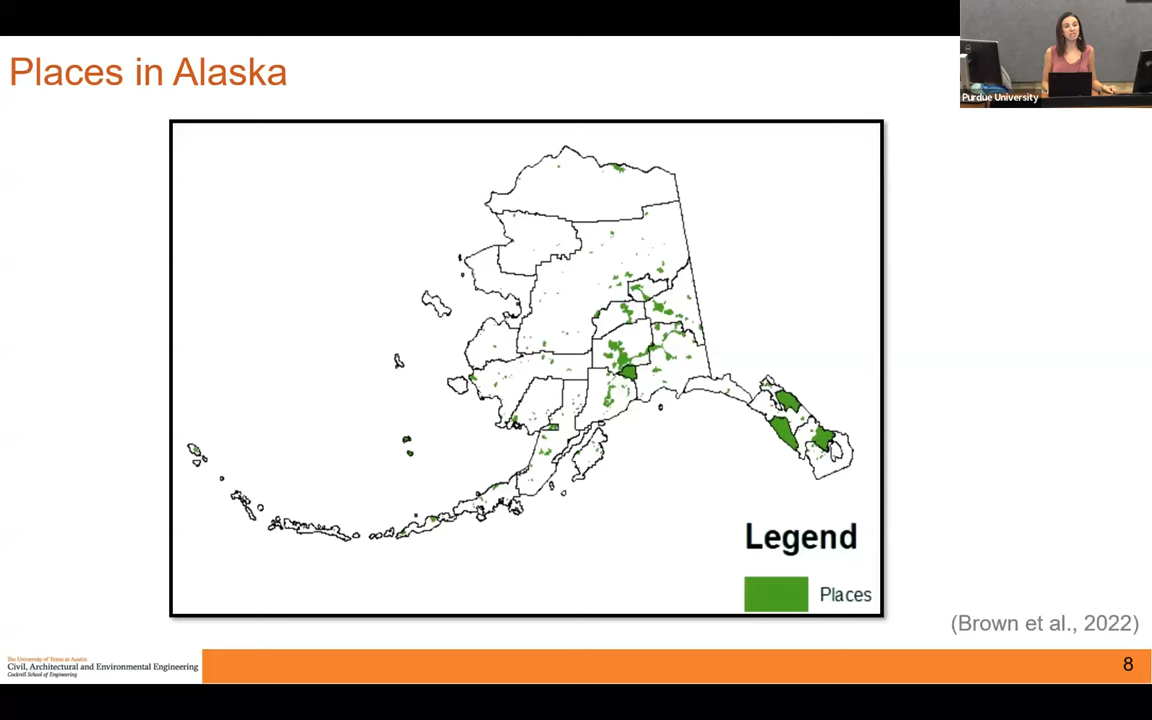 Places in Alaska
Purdue University
Legend
Places
(Brown et al., 2022)
The University of Texas at Austin
Civil, Architectural and Environmental Engineering
Cockrell School of Engineering
8